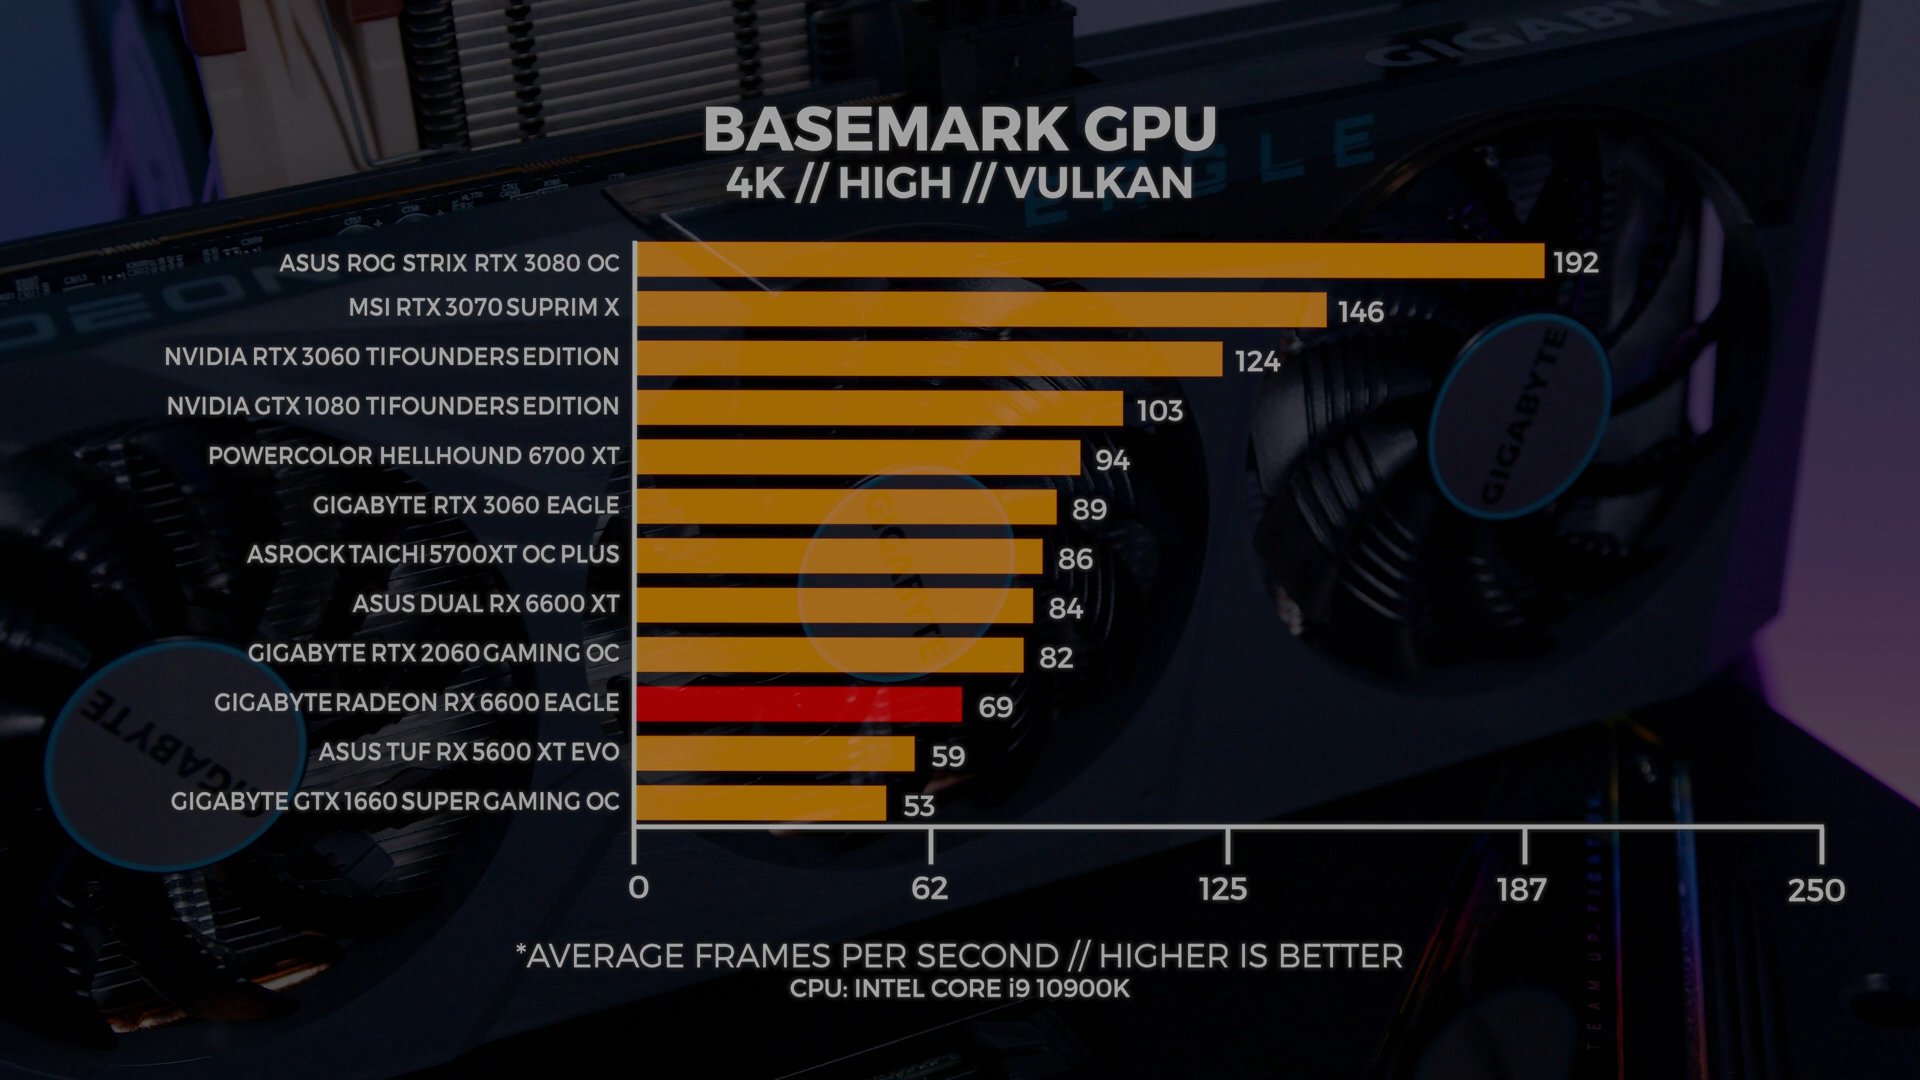 GIGABYTE
EAGLE
BASEMARK GPU
4K // HIGH // VULKAN
ASUS ROG STRIX RTX 3080 OC 192
MSI RTX 3070 SUPRIM X 146
NVIDIA RTX 3060 TI FOUNDERS EDITION 124
NVIDIA GTX 1080 TI FOUNDERS EDITION 103
POWERCOLOR HELLHOUND 6700 XT 94
GIGABYTE RTX 3060 EAGLE 89
ASROCK TAICHI 5700XT OC PLUS 86
ASUS DUAL RX 6600 XT 84
GIGABYTE RTX 2060 GAMING OC 82
GIGABYTE RADEON RX 6600 EAGLE 69
ASUS TUF RX 5600 XT EVO 59
GIGABYTE GTX 1660 SUPER GAMING OC 53
0 62 125 187 250
*AVERAGE FRAMES PER SECOND // HIGHER IS BETTER
CPU: INTEL CORE i9 10900K
GIGABYTE
GIGABYTE
GIGABYTE